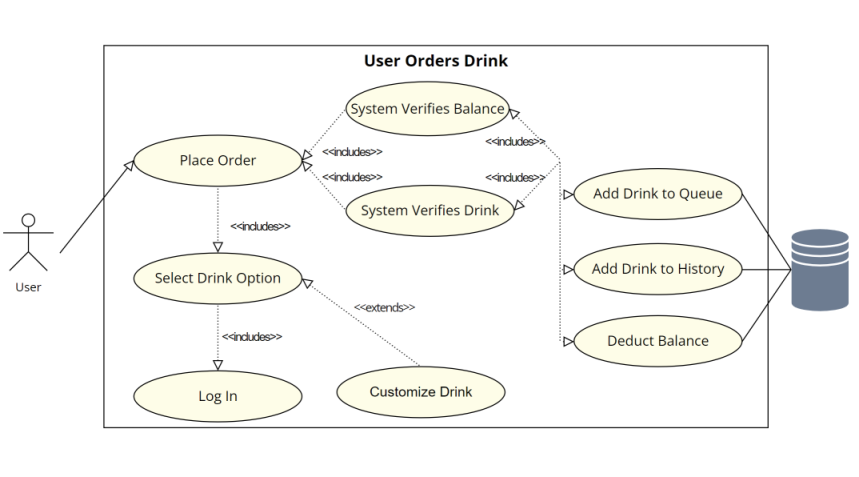 User Orders Drink
System Verifies Balance
<<includes>>
Place Order
<<includes>>
<<includes>>
<<includes>>
Add Drink to Queue
System Verifies Drink
<<includes>>
Add Drink to History
Select Drink Option
User
<<extends>>
<<includes>>
Deduct Balance
Customize Drink
Log In